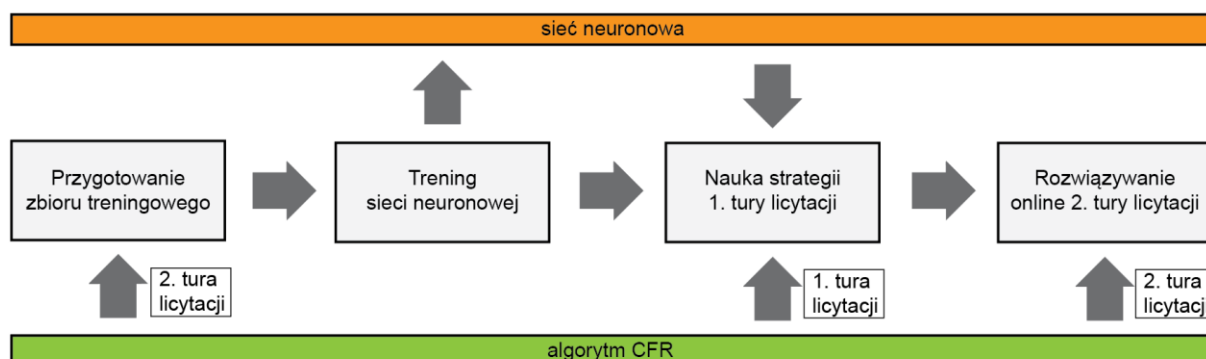 sieć neuronowa
Przygotowanie
zbioru treningowego
Trening
sieci neuronowej
Nauka strategii
1. tury licytacji
Rozwiązywanie
online 2. tury licytacji
2. tura
licytacji
1. tura
licytacji
2. tura
licytacji
algorytm CFR